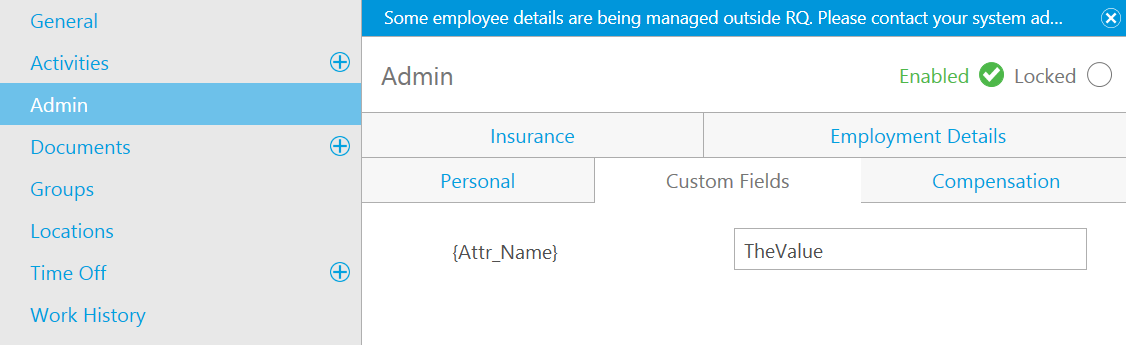 General
Activities
Admin
Documents
Groups
Locations
Time Off
Work History
Some employee details are being managed outside RQ. Please contact your system ad...
Admin
Enabled Locked
Insurance Employment Details
Personal Custom Fields Compensation
{Attr_Name} TheValue